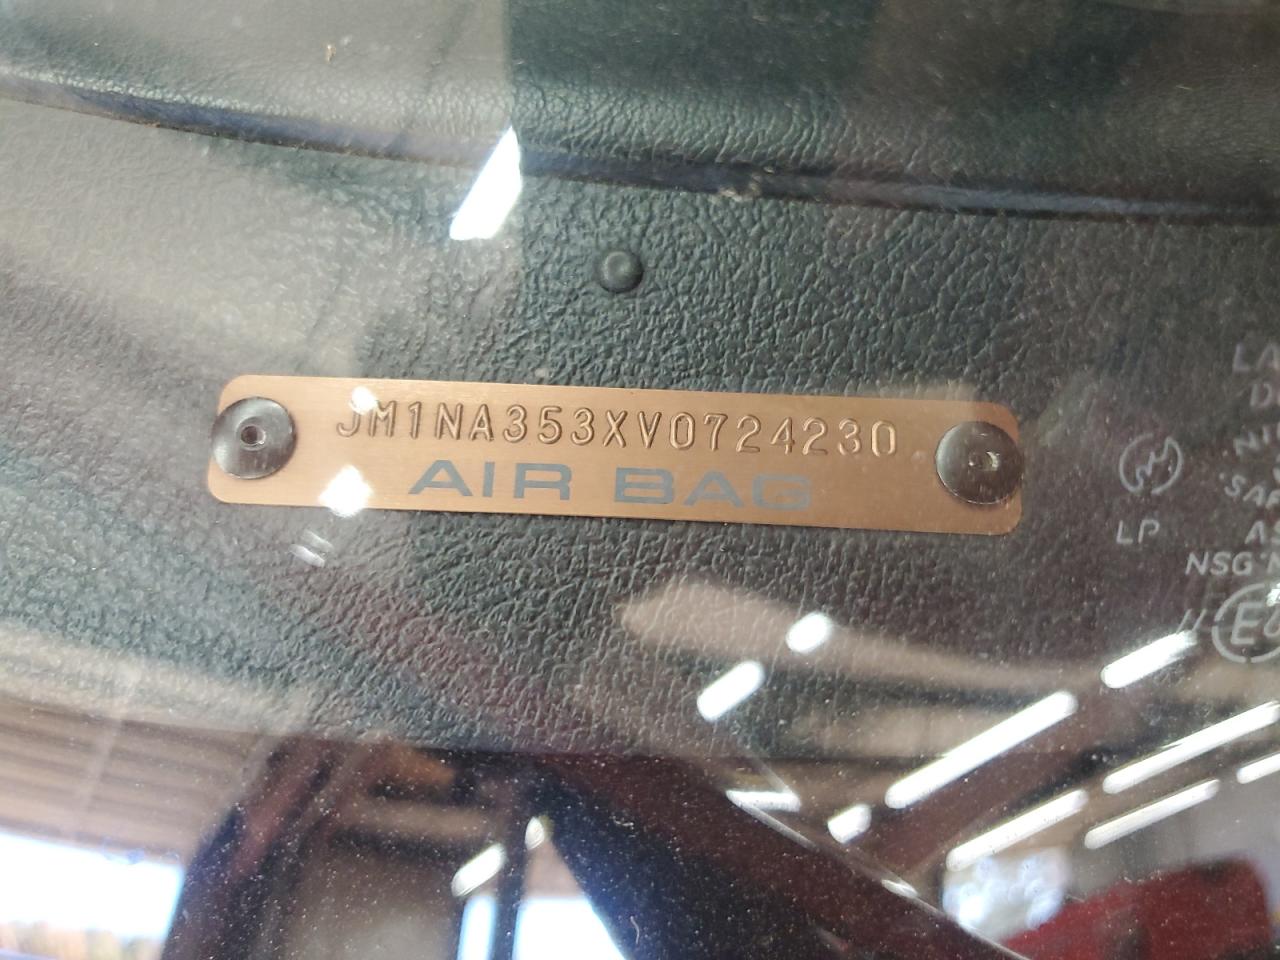 JM1NA353XV0724230
AIR BAG
LP
NSG